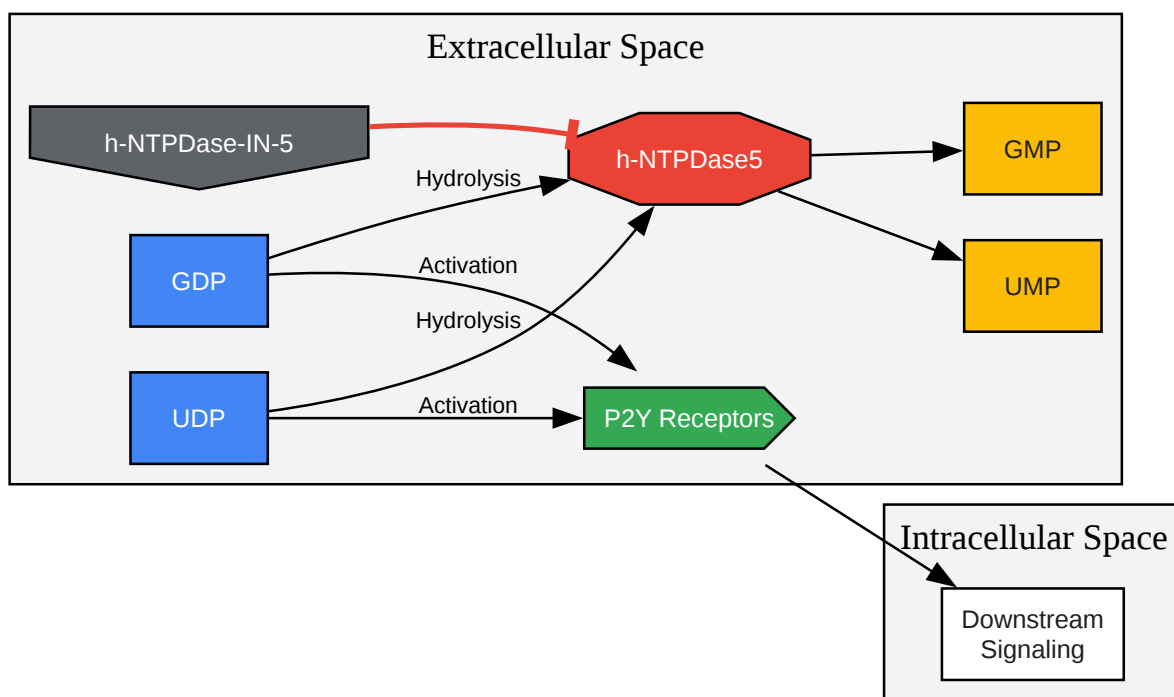 Extracellular Space
h-NTPDase-IN-5
h-NTPDase5
GMP
Hydrolysis
GDP
Activation
UMP
Hydrolysis
UDP
Activation
P2Y Receptors
Intracellular Space
Downstream
Signaling